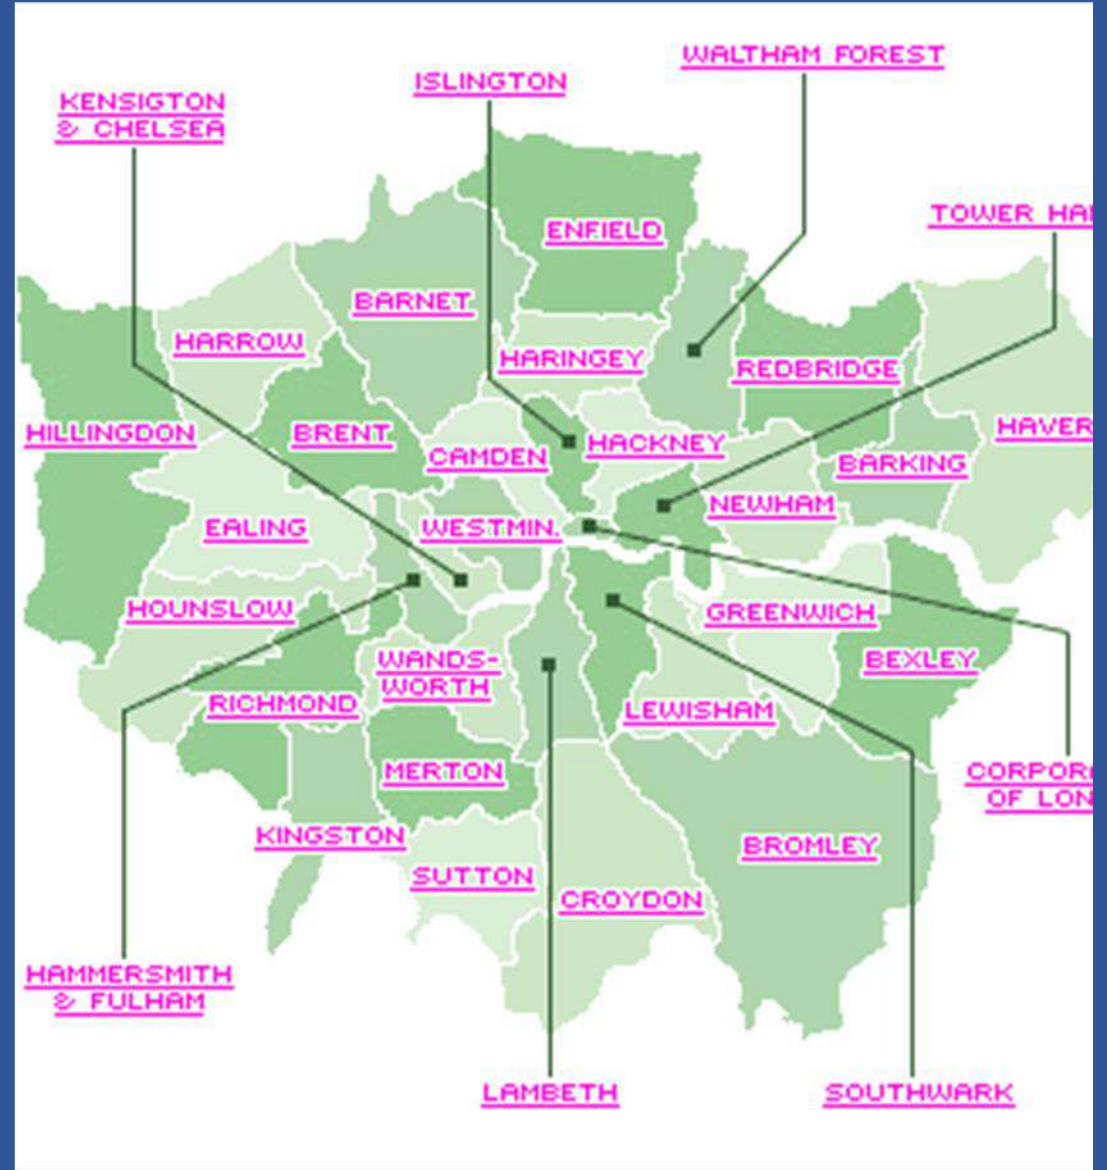 WALTHAM FOREST
ISLINGTON
KENSIGTON
& CHELSEA
TOWER HA
ENFIELD
BARNET
HARROW
HARINGEY
REDBRIDGE
HILLINGDON
BRENT
HAVER
HACKNEY
CAMDEN
BARKING
NEWHAM
EALING
WESTMIN.
HOUNSLOW
GREENWICH
WANDS-
WORTH
BEXLEY
RICHMOND
LEWISHAM
MERTON
CORPOR
OF LON
KINGSTON
BROMLEY
SUTTON
CROYDON
HAMMERSMITH
& FULHAM
LAMBETH
SOUTHWARK